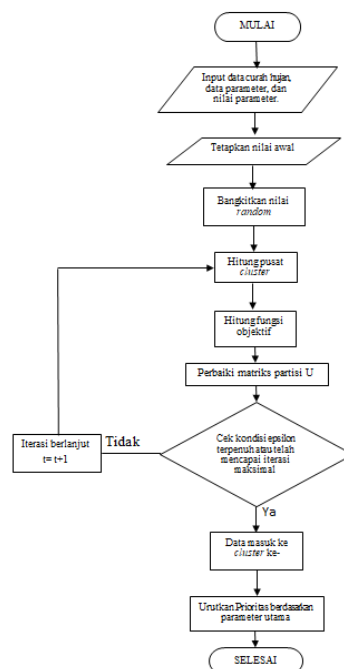 MULAI
Input data curah hujan,
data parameter, dan
nilai parameter.
Tetapkan nilai awal
Bangkitkan nilai
random
Hitung pusat
cluster
Hitung fungsi
objektif
Perbaiki matriks partisi U
Cek kondisi epsilon
terpenuh atau telah
mencapai iterasi
maksimal
Tidak
Iterasi berlanjut
t= t+1
Ya
Data masuk ke
cluster ke-
Urutkan Prioritas berdasarkan
parameter utama
SELESAI